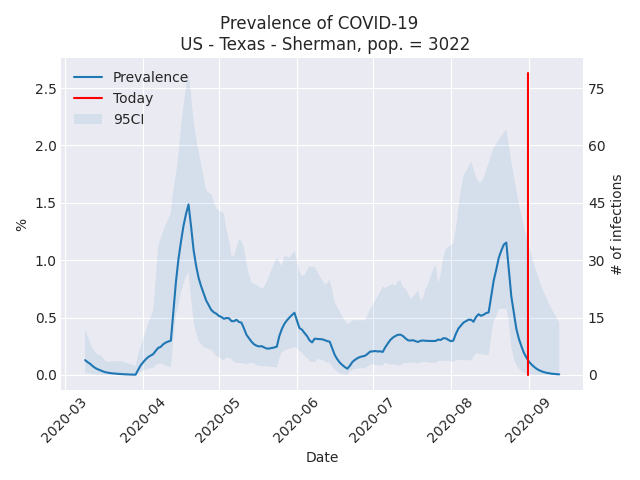 Prevalence of COVID-19
US - Texas - Sherman, pop. = 3022
Prevalence
Today
95CI
2.5
2.0
1.5
1.0
0.5
0.0
%
75
60
45
30
15
0
# of infections
2020-03
2020-04
2020-05
2020-06
2020-07
2020-08
2020-09
Date